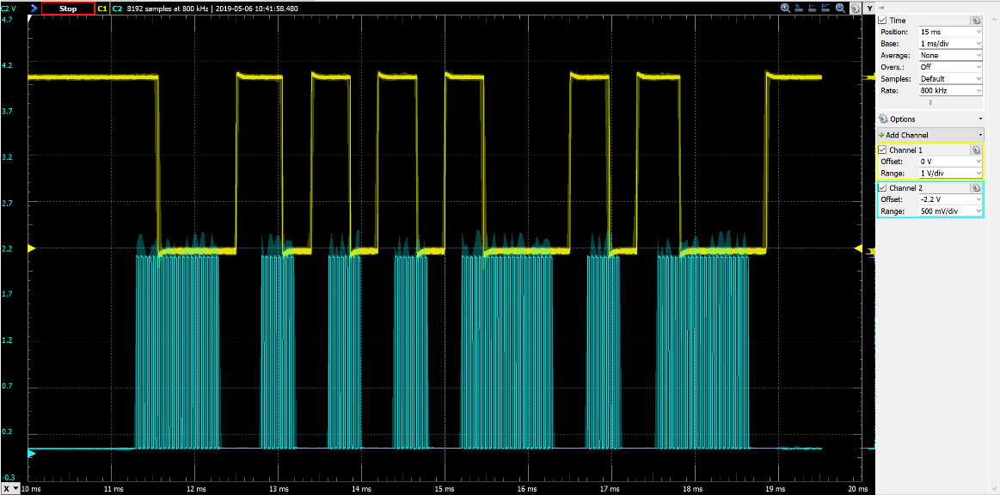 C2 V Stop C1 C2 8192 samples at 800 kHz | 2019-05-06 10:41:58.480 Y
4.7
4.2
3.7
3.2
2.7
2.2
1.7
1.2
0.7
0.2
-0.3
X 10 ms 11 ms 12 ms 13 ms 14 ms 15 ms 16 ms 17 ms 18 ms 19 ms 20 ms
Time
Position: 15 ms
Base: 1 ms/div
Average: None
Overs.: Off
Samples: Default
Rate: 800 kHz
Options
Add Channel
Channel 1
Offset: 0 V
Range: 1 V/div
Channel 2
Offset: -2.2 V
Range: 500 mV/div